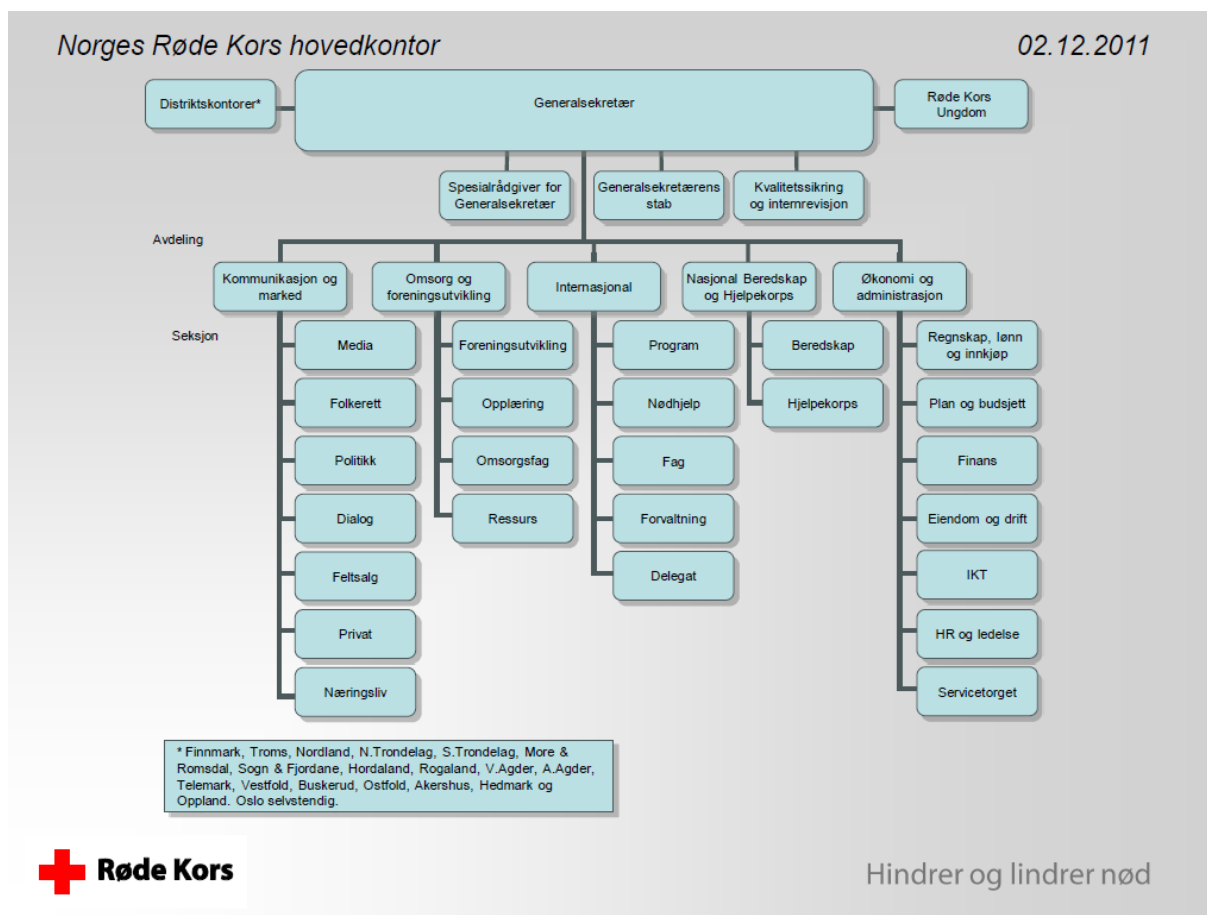 Norges Røde Kors hovedkontor
02.12.2011
Distriktskontorer*
Generalsekretær
Røde Kors
Ungdom
Spesialrådgiver for
Generalsekretær
Generalsekretærens
stab
Kvalitetssikring
og internrevisjon
Avdeling
Kommunikasjon og
marked
Omsorg og
foreningsutvikling
Internasjonal
Nasjonal Beredskap
og Hjelpekorps
Økonomi og
administrasjon
Seksjon
Media
Folkerett
Politikk
Dialog
Feltsalg
Privat
Næringsliv
Foreningsutvikling
Opplæring
Omsorgsfag
Ressurs
Program
Nødhjelp
Fag
Forvaltning
Delegat
Beredskap
Hjelpekorps
Regnskap, lønn
og innkjøp
Plan og budsjett
Finans
Eiendom og drift
IKT
HR og ledelse
Servicetorget
* Finnmark, Troms, Nordland, N.Trondelag, S.Trondelag, More &
Romsdal, Sogn & Fjordane, Hordaland, Rogaland, V.Agder, A.Agder,
Telemark, Vestfold, Buskerud, Ostfold, Akershus, Hedmark og
Oppland. Oslo selvstendig.
Røde Kors
Hindrer og lindrer nød